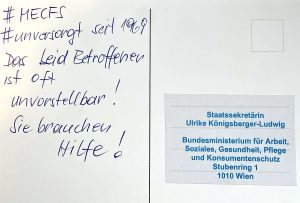 #MECFS
#unversorgt seit 1969
Das Leid Betroffener
ist oft
unvorstellbar!
Sie brauchen
Hilfe!
Staatssekretärin
Ulrike Königsberger-Ludwig
Bundesministerium für Arbeit,
Soziales, Gesundheit, Pflege
und Konsumentenschutz
Stubenring 1
1010 Wien